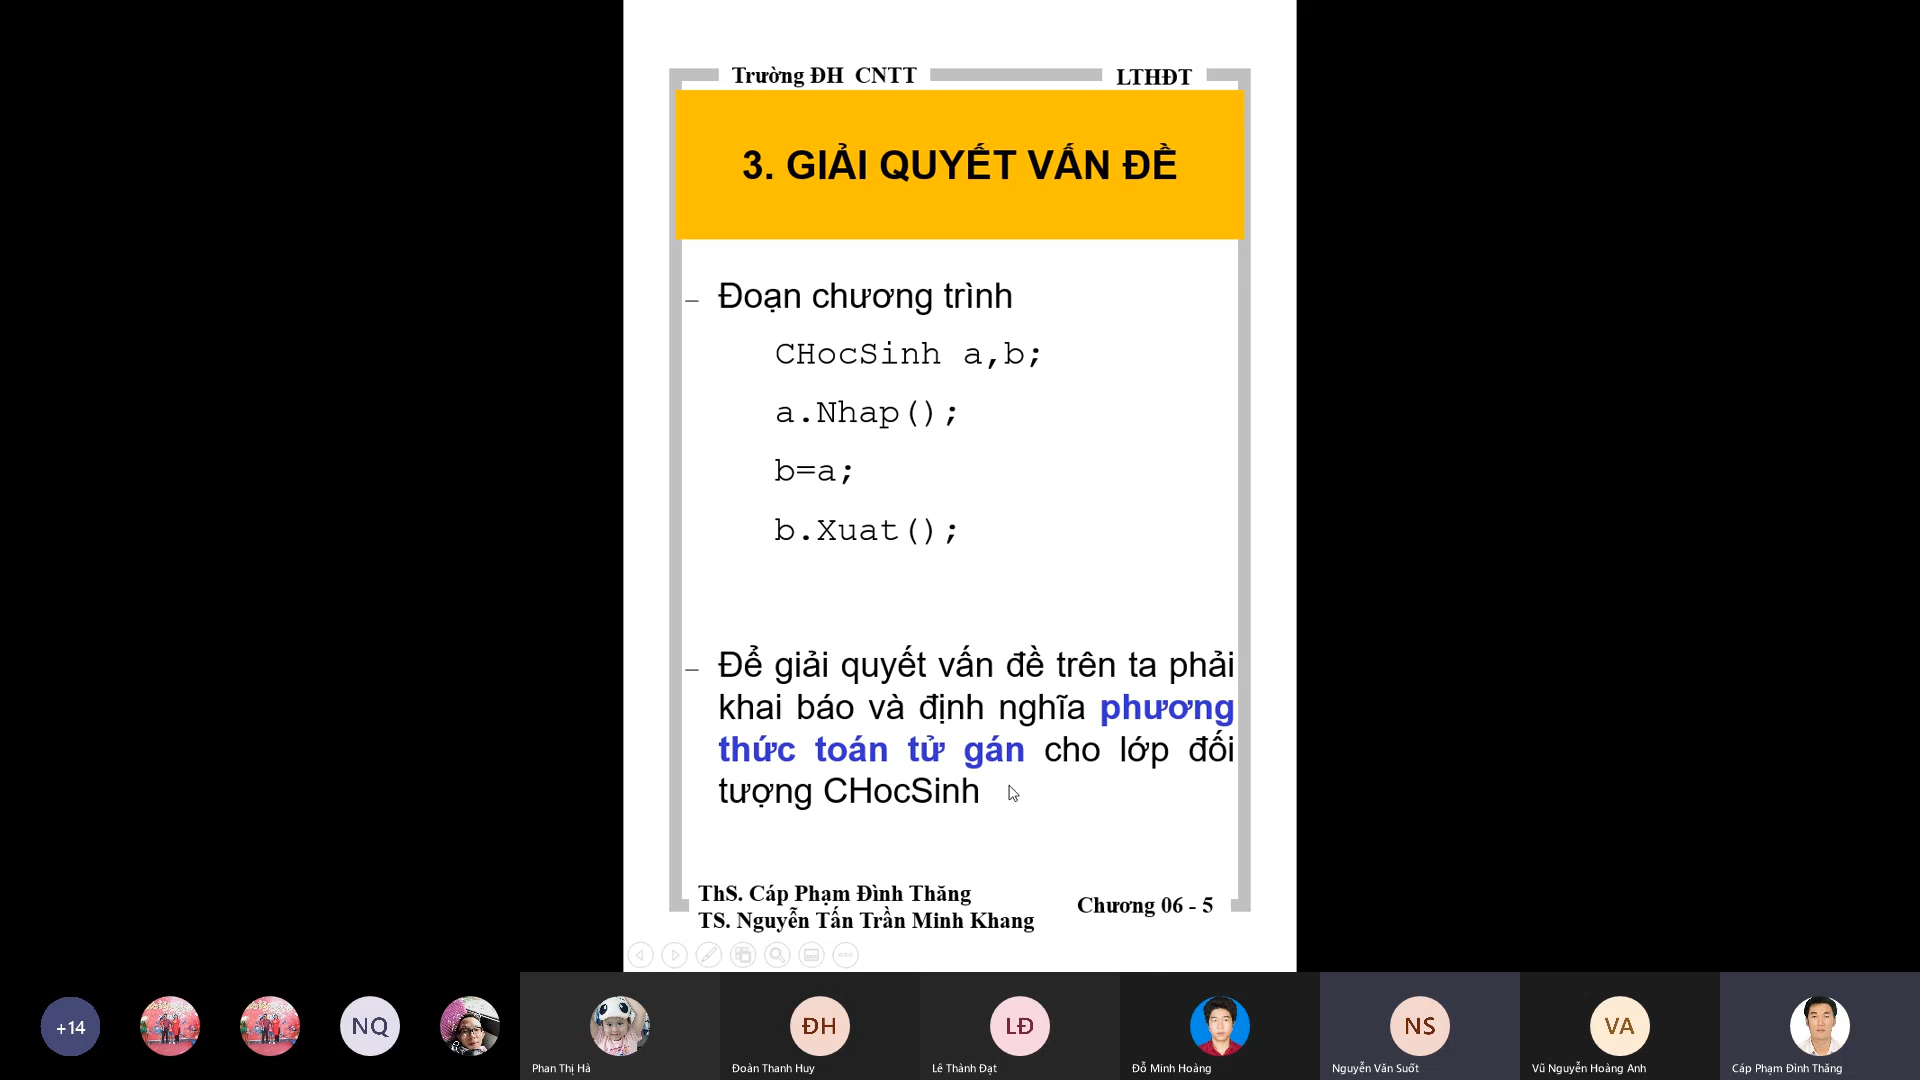 Trường ĐH CNTT
LTHĐT
3. GIẢI QUYẾT VẤN ĐỀ
– Đoạn chương trình
CHocSinh a,b;
a.Nhap();
b=a;
b.Xuat();
– Để giải quyết vấn đề trên ta phải
khai báo và định nghĩa phương
thức toán tử gán cho lớp đối
tượng CHocSinh
ThS. Cáp Phạm Đình Thăng
TS. Nguyễn Tấn Trần Minh Khang
Chương 06 - 5
+14
NQ
ĐH
LĐ
NS
VA
Phan Thị Hà
Đoàn Thanh Huy
Lê Thành Đạt
Đỗ Minh Hoàng
Nguyễn Văn Suốt
Vũ Nguyễn Hoàng Anh
Cáp Phạm Đình Thăng